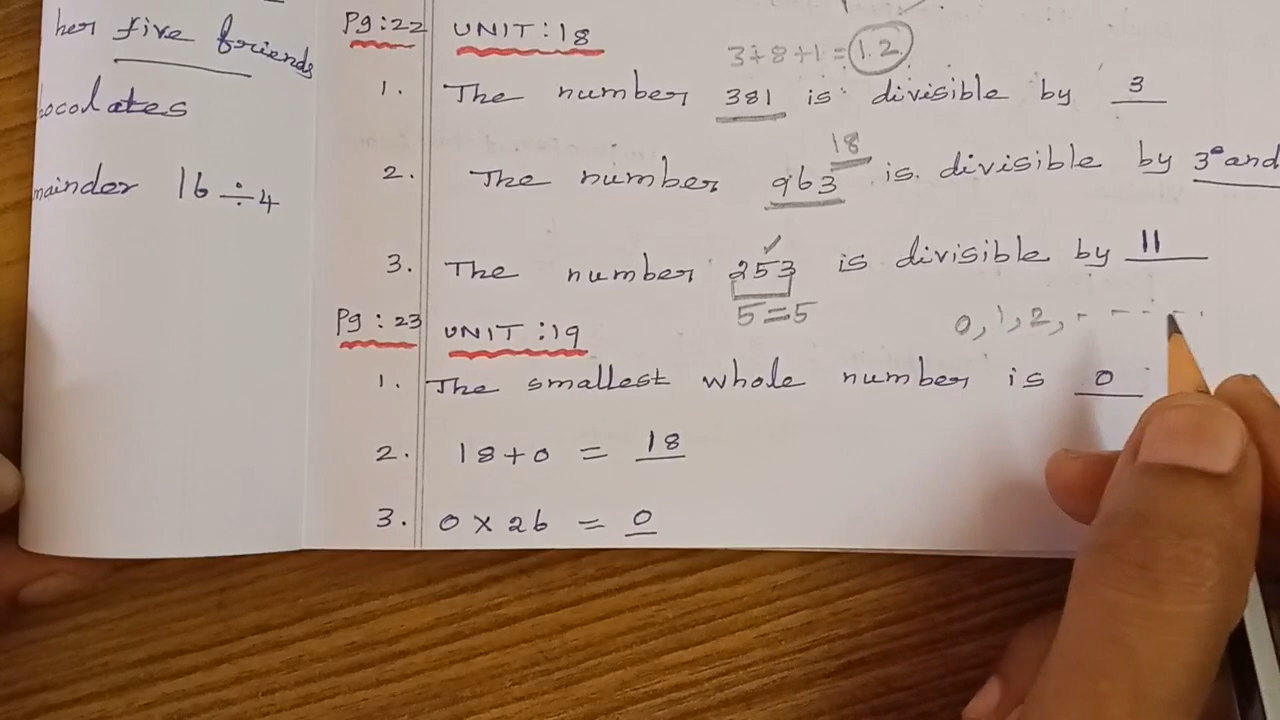 her five friends
ocolates
mainder 16 ÷ 4
Pg:22 UNIT:18
3+8+1=12
1. The number 381 is divisible by 3
18
2. The number 963 is divisible by 3 and
3. The number 253 is divisible by 11
5=5
Pg:23 UNIT:19
0, 1, 2, - - - - -
1. The smallest whole number is 0
2. 18+0 = 18
3. 0 x 26 = 0